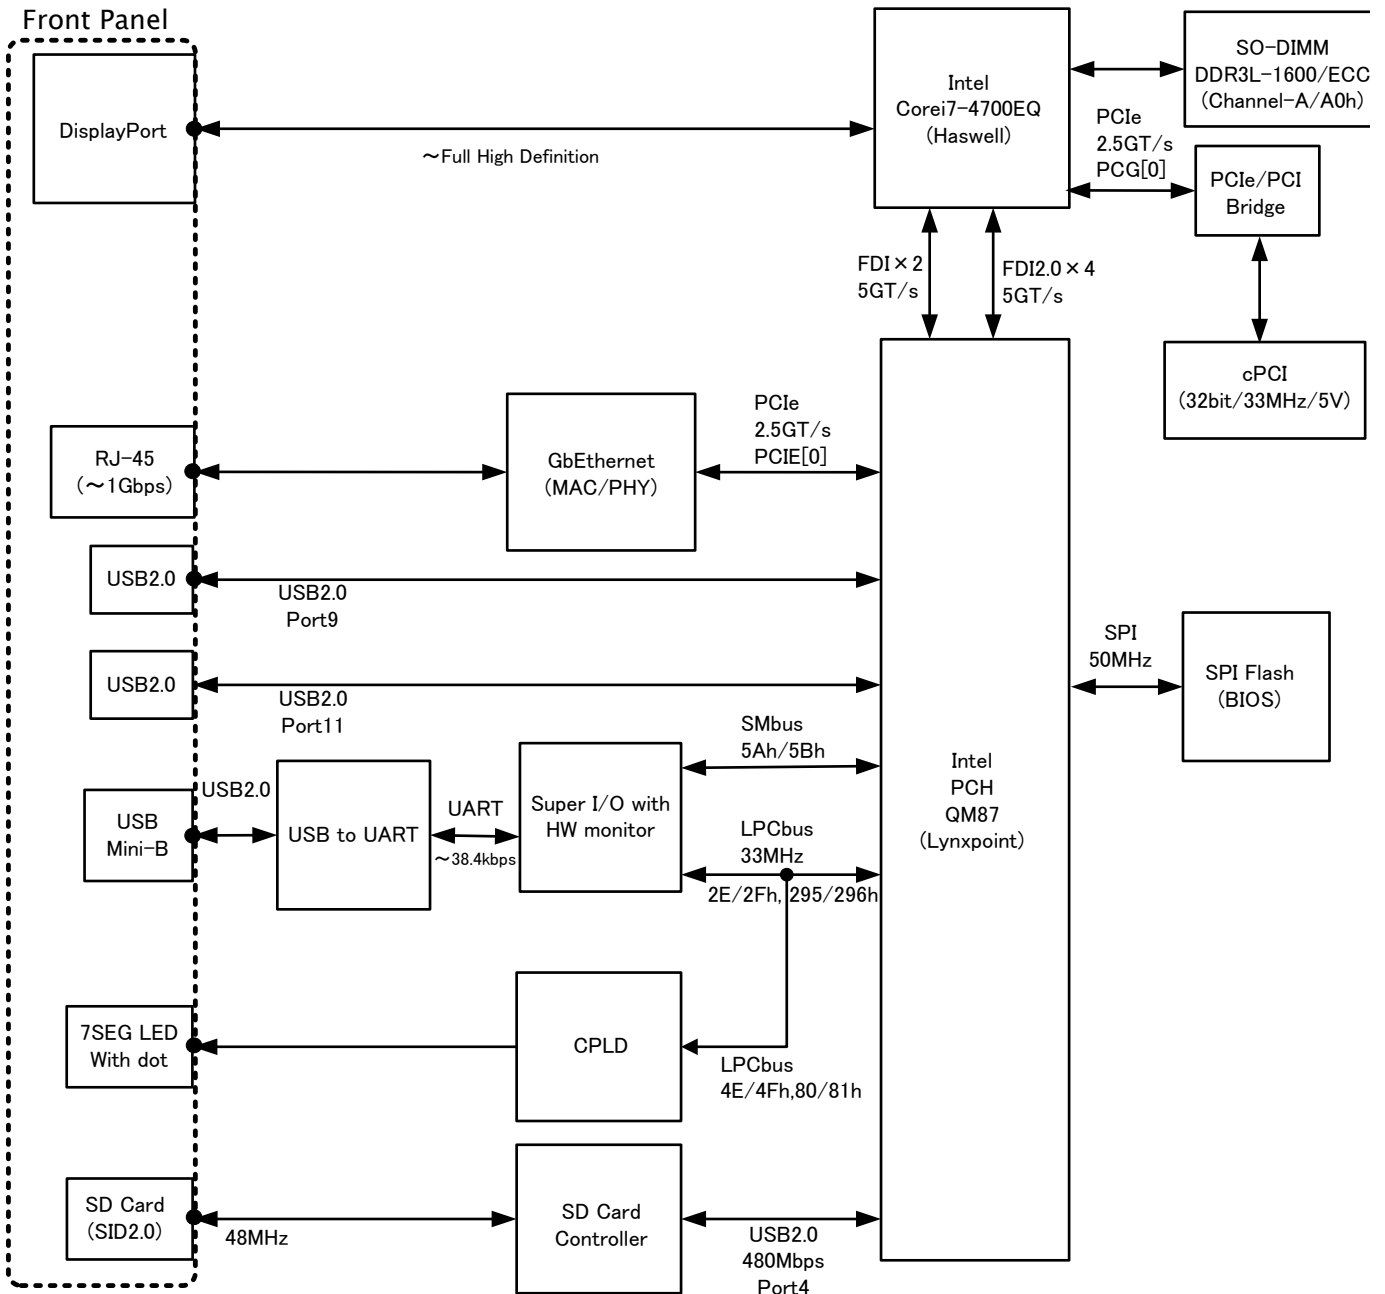 Front Panel
DisplayPort
～Full High Definition
Intel
Corei7-4700EQ
(Haswell)
SO-DIMM
DDR3L-1600/ECC
(Channel-A/A0h)
PCIe
2.5GT/s
PCG[0]
PCIe/PCI
Bridge
FDI×2
5GT/s
FDI2.0×4
5GT/s
cPCI
(32bit/33MHz/5V)
RJ-45
(～1Gbps)
GbEthernet
(MAC/PHY)
PCIe
2.5GT/s
PCIE[0]
USB2.0
USB2.0
Port9
USB2.0
USB2.0
Port11
SPI
50MHz
SPI Flash
(BIOS)
Intel
PCH
QM87
(Lynxpoint)
USB
Mini-B
USB2.0
USB to UART
UART
～38.4kbps
Super I/O with
HW monitor
SMbus
5Ah/5Bh
LPCbus
33MHz
2E/2Fh, 295/296h
7SEG LED
With dot
CPLD
LPCbus
4E/4Fh,80/81h
SD Card
(SID2.0)
48MHz
SD Card
Controller
USB2.0
480Mbps
Port4